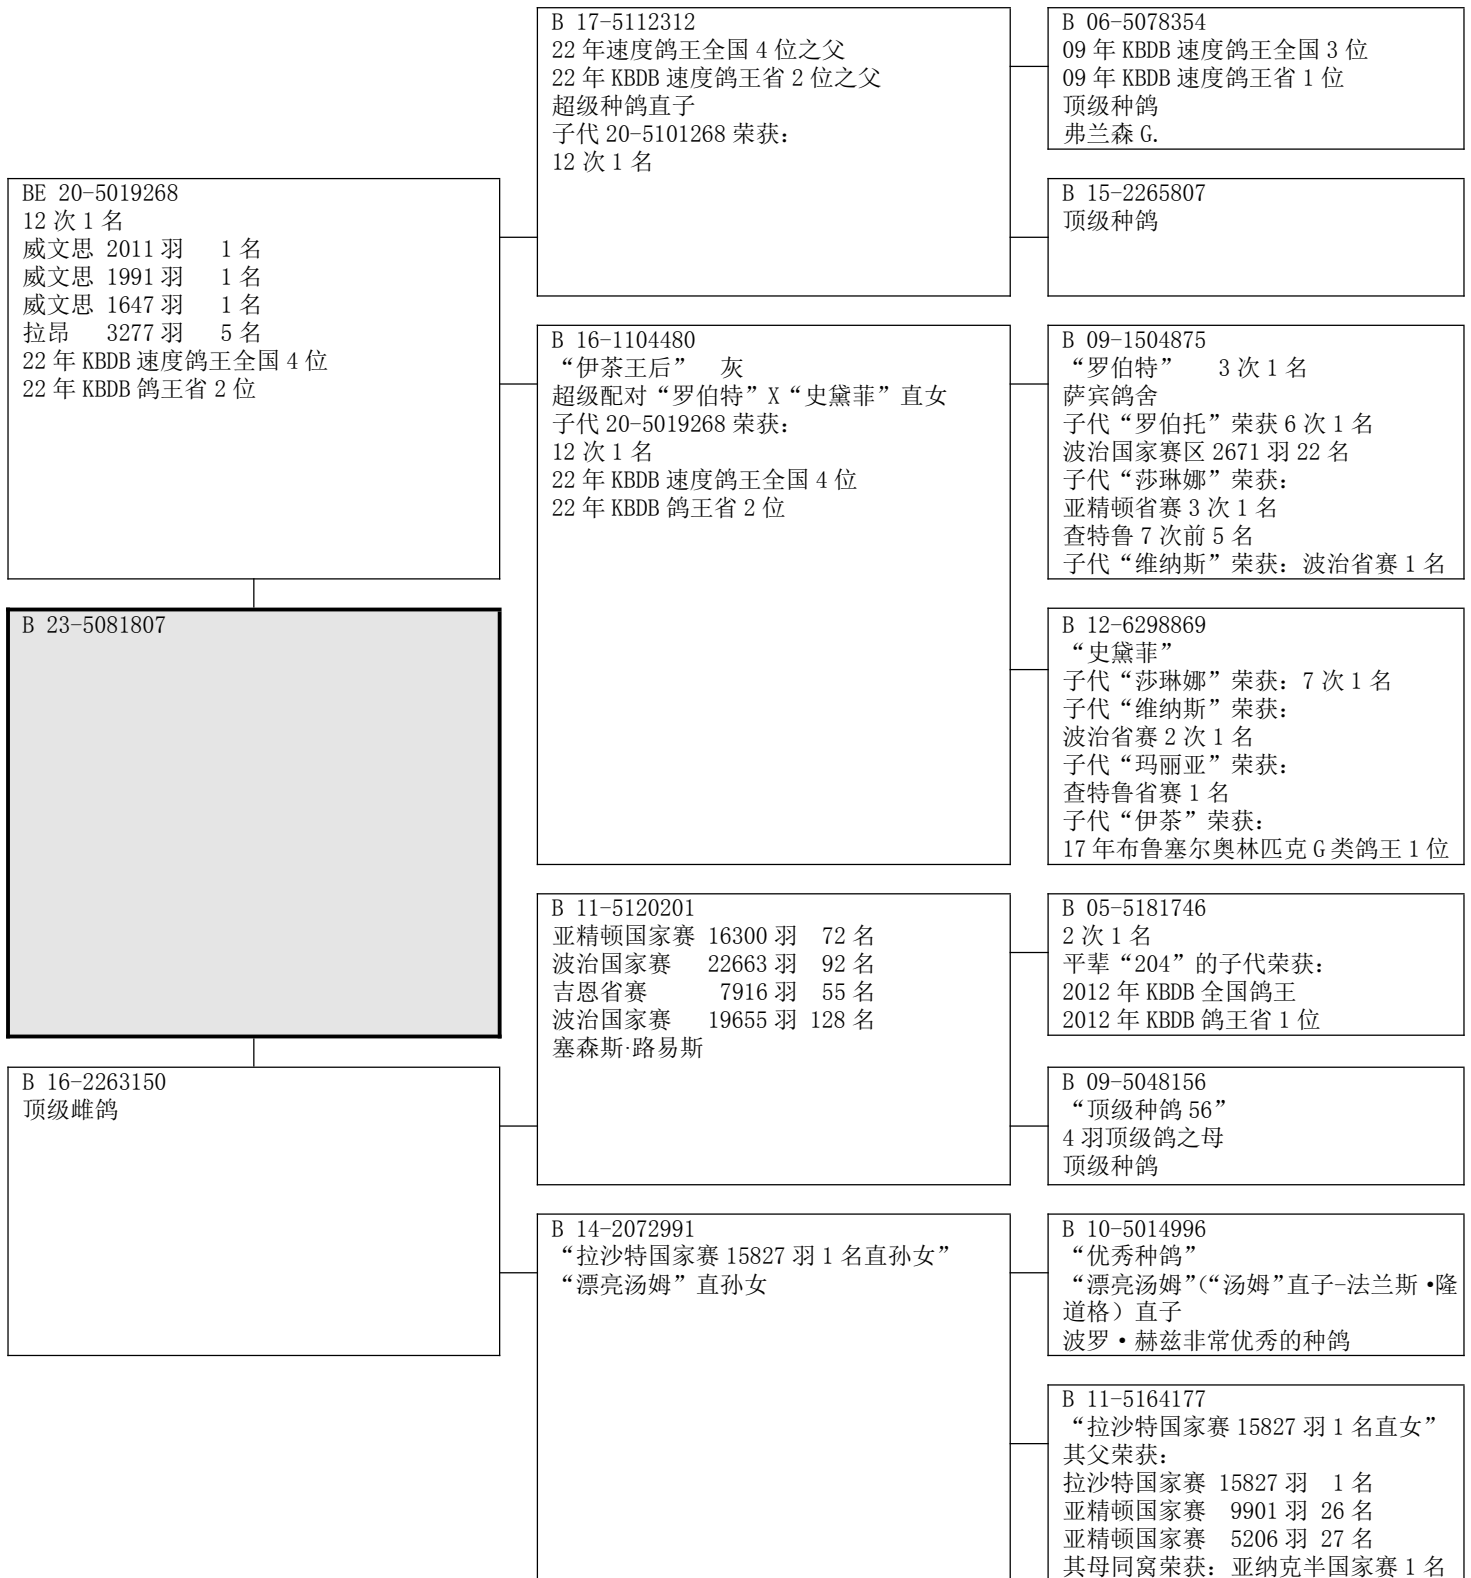 B 17-5112312
22 年速度鸽王全国 4 位之父
22 年 KBDB 速度鸽王省 2 位之父
超级种鸽直子
子代 20-5101268 荣获：
12 次 1 名
B 06-5078354
09 年 KBDB 速度鸽王全国 3 位
09 年 KBDB 速度鸽王省 1 位
顶级种鸽
弗兰森 G.
BE 20-5019268
12 次 1 名
威文思 2011 羽 1 名
威文思 1991 羽 1 名
威文思 1647 羽 1 名
拉昂 3277 羽 5 名
22 年 KBDB 速度鸽王全国 4 位
22 年 KBDB 鸽王省 2 位
B 15-2265807
顶级种鸽
B 16-1104480
“伊茶王后” 灰
超级配对“罗伯特”X“史黛菲”直女
子代 20-5019268 荣获：
12 次 1 名
22 年 KBDB 速度鸽王全国 4 位
22 年 KBDB 鸽王省 2 位
B 09-1504875
“罗伯特” 3 次 1 名
萨宾鸽舍
子代“罗伯托”荣获 6 次 1 名
波治国家赛区 2671 羽 22 名
子代“莎琳娜”荣获：
亚精顿省赛 3 次 1 名
查特鲁 7 次前 5 名
子代“维纳斯”荣获：波治省赛 1 名
B 23-5081807
B 12-6298869
“史黛菲”
子代“莎琳娜”荣获：7 次 1 名
子代“维纳斯”荣获：
波治省赛 2 次 1 名
子代“玛丽亚”荣获：
查特鲁省赛 1 名
子代“伊茶”荣获：
17 年布鲁塞尔奥林匹克 G 类鸽王 1 位
B 11-5120201
亚精顿国家赛 16300 羽 72 名
波治国家赛 22663 羽 92 名
吉恩省赛 7916 羽 55 名
波治国家赛 19655 羽 128 名
塞森斯·路易斯
B 05-5181746
2 次 1 名
平辈“204”的子代荣获：
2012 年 KBDB 全国鸽王
2012 年 KBDB 鸽王省 1 位
B 16-2263150
顶级雌鸽
B 09-5048156
“顶级种鸽 56”
4 羽顶级鸽之母
顶级种鸽
B 14-2072991
“拉沙特国家赛 15827 羽 1 名直孙女”
“漂亮汤姆”直孙女
B 10-5014996
“优秀种鸽”
“漂亮汤姆”（“汤姆”直子-法兰斯·隆
道格）直子
波罗·赫兹非常优秀的种鸽
B 11-5164177
“拉沙特国家赛 15827 羽 1 名直女”
其父荣获：
拉沙特国家赛 15827 羽 1 名
亚精顿国家赛 9901 羽 26 名
亚精顿国家赛 5206 羽 27 名
其母同窝荣获：亚纳克半国家赛 1 名